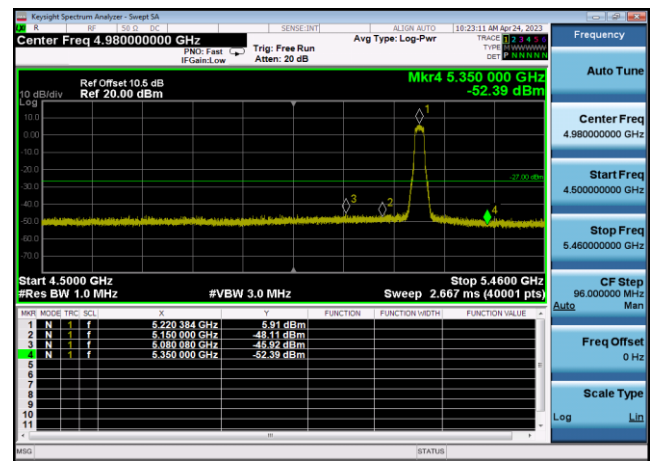 Keysight Spectrum Analyzer - Swept SA
R RF 50 Ω DC SENSE:INT ALIGN AUTO 10:23:11 AM Apr 24, 2023
Center Freq 4.980000000 GHz
PNO: Fast
IFGain:Low
Trig: Free Run
Atten: 20 dB
Avg Type: Log-Pwr
TRACE 1 2 3 4 5 6
TYPE M WWWWW
DET P N N N N N
Ref Offset 10.5 dB
10 dB/div Ref 20.00 dBm
Log
Mkr4 5.350 000 GHz
-52.39 dBm
10.0
0.00
-10.0
-20.0
-30.0
-40.0
-50.0
-60.0
-70.0
-27.00 dBm
1
2
3
4
Start 4.5000 GHz Stop 5.4600 GHz
#Res BW 1.0 MHz #VBW 3.0 MHz Sweep 2.667 ms (40001 pts)
MKR MODE TRC SCL X Y FUNCTION FUNCTION WIDTH FUNCTION VALUE
1 N 1 f 5.220 384 GHz 5.91 dBm
2 N 1 f 5.150 000 GHz -48.11 dBm
3 N 1 f 5.080 080 GHz -45.92 dBm
4 N 1 f 5.350 000 GHz -52.39 dBm
5
6
7
8
9
10
11
MSG STATUS
Frequency
Auto Tune
Center Freq
4.980000000 GHz
Start Freq
4.500000000 GHz
Stop Freq
5.460000000 GHz
CF Step
96.000000 MHz
Auto Man
Freq Offset
0 Hz
Scale Type
Log Lin